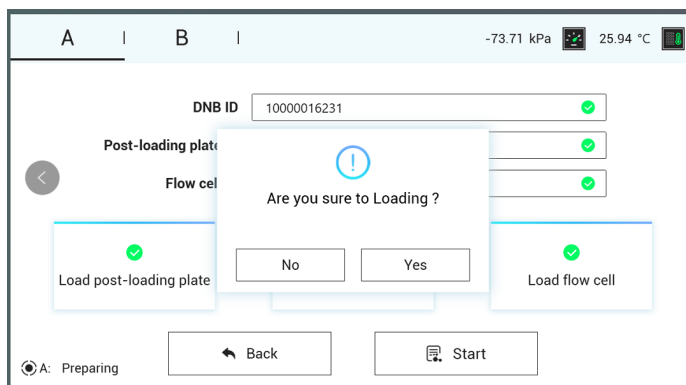 A | B | -73.71 kPa 25.94 °C
DNB ID 10000016231
Post-loading plate
Flow cel
Are you sure to Loading ?
No Yes
Load post-loading plate Load flow cell
Back Start
A: Preparing